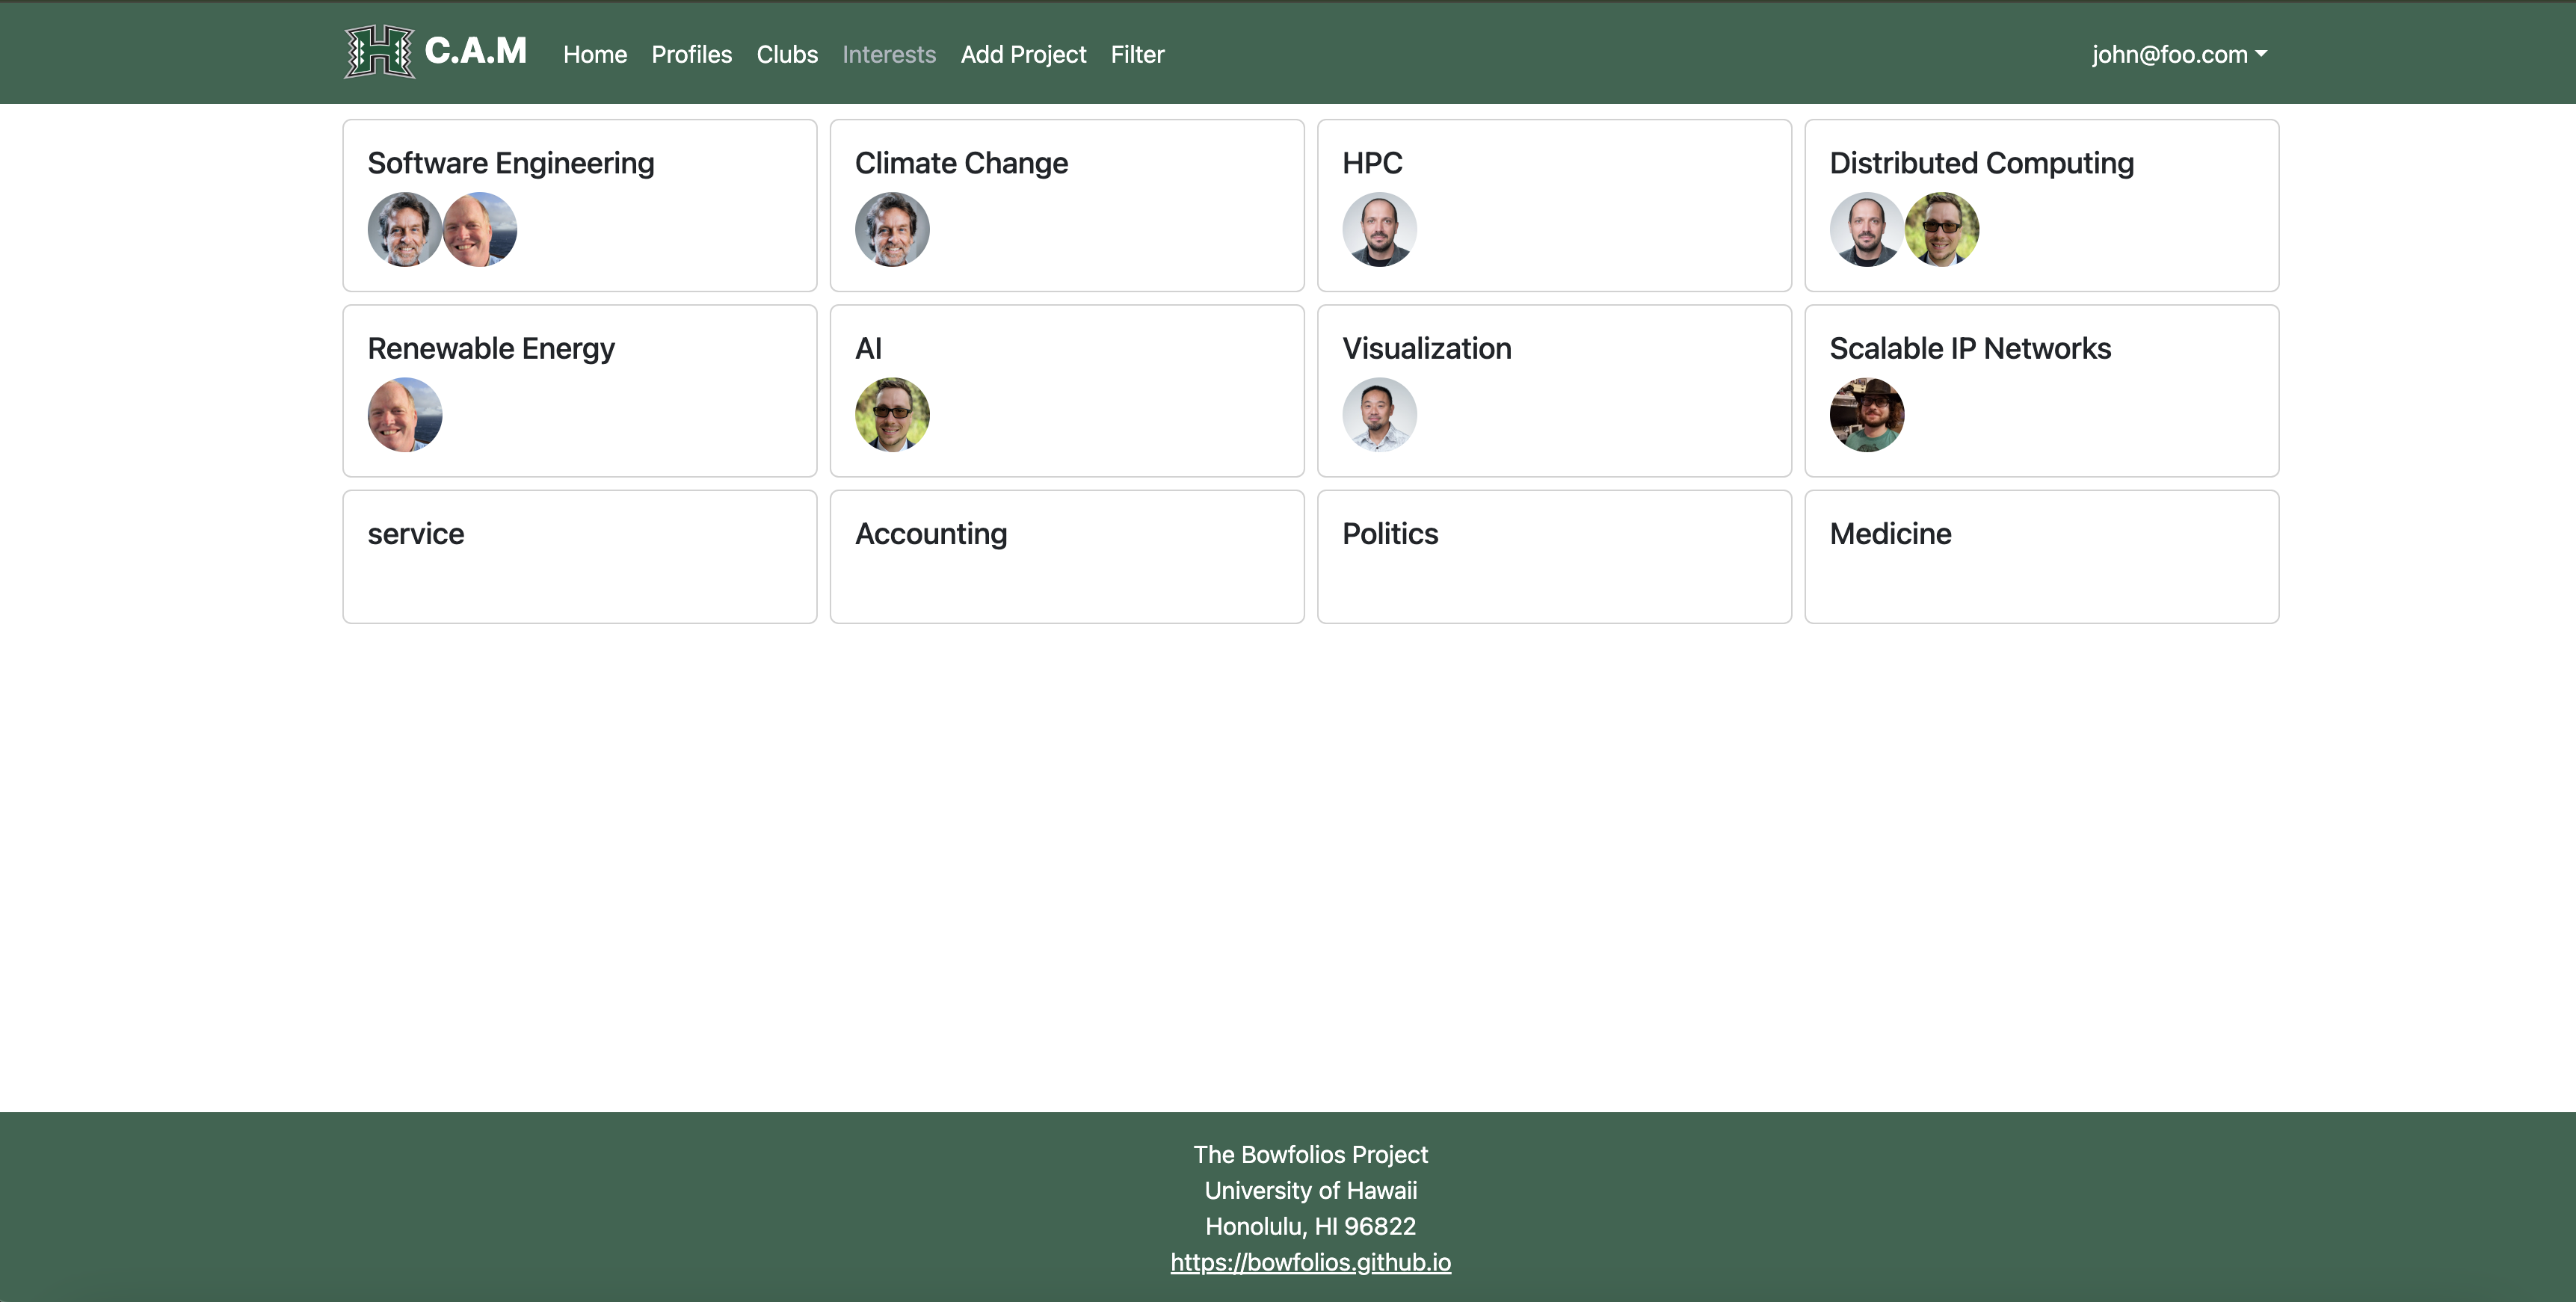 H C.A.M Home Profiles Clubs Interests Add Project Filter john@foo.com
Software Engineering
Climate Change
HPC
Distributed Computing
Renewable Energy
AI
Visualization
Scalable IP Networks
service
Accounting
Politics
Medicine
The Bowfolios Project
University of Hawaii
Honolulu, HI 96822
https://bowfolios.github.io